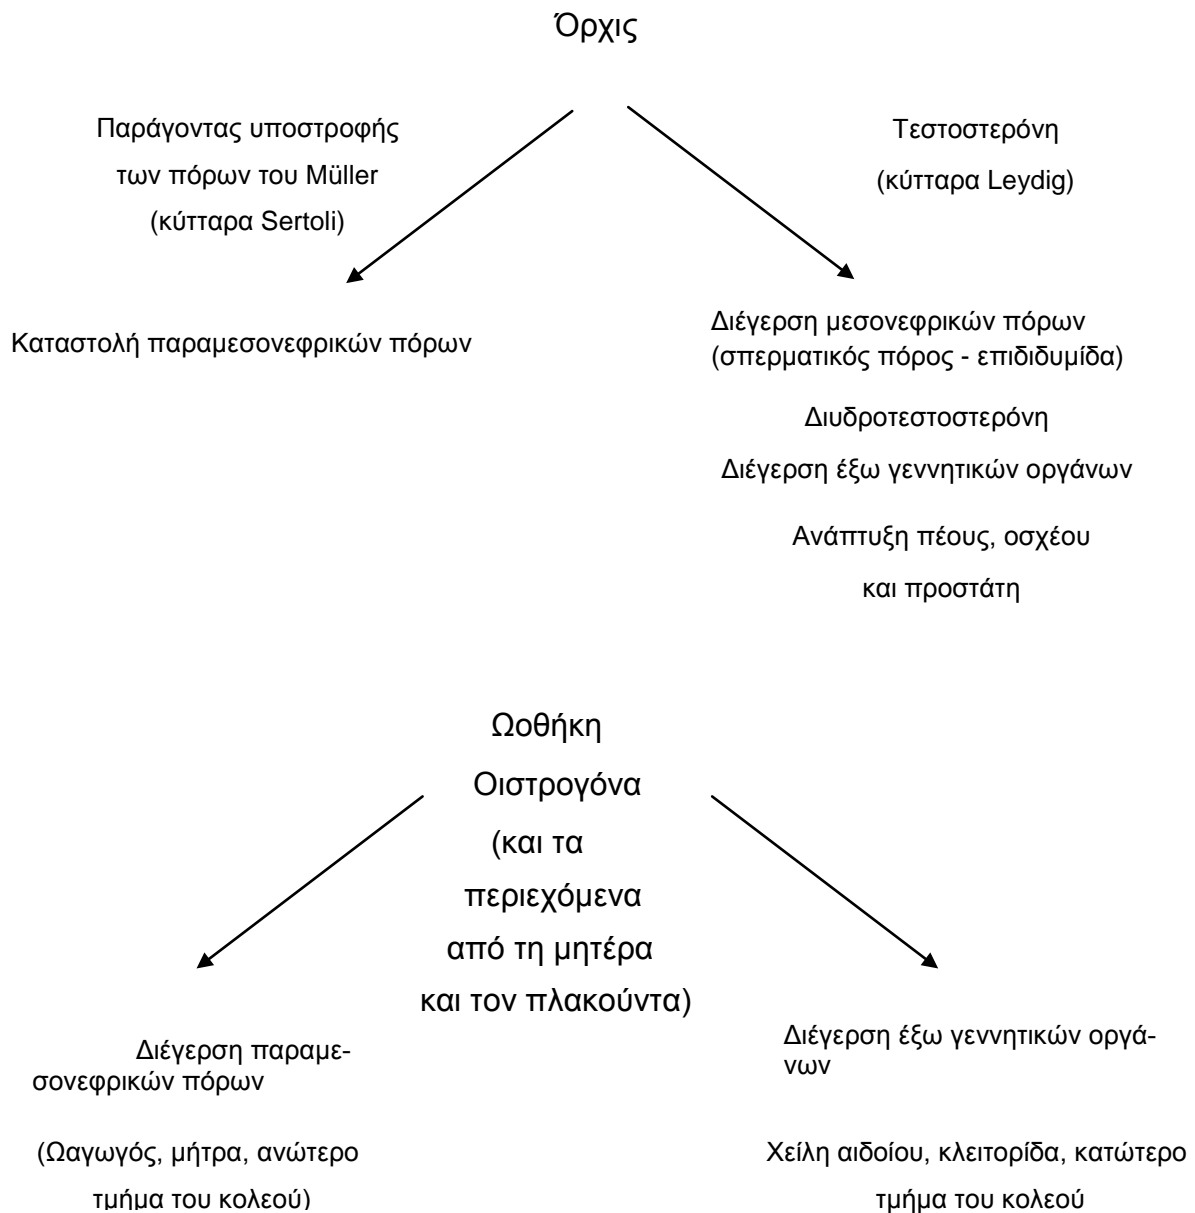 Όρχις
Παράγοντας υποστροφής
των πόρων του Müller
(κύτταρα Sertoli)
Τεστοστερόνη
(κύτταρα Leydig)
Καταστολή παραμεσονεφρικών πόρων
Διέγερση μεσονεφρικών πόρων
(σπερματικός πόρος - επιδιδυμίδα)
Διυδροτεστοστερόνη
Διέγερση έξω γεννητικών οργάνων
Ανάπτυξη πέους, οσχέου
και προστάτη
Ωοθήκη
Οιστρογόνα
(και τα
περιεχόμενα
από τη μητέρα
και τον πλακούντα)
Διέγερση παραμε-
σονεφρικών πόρων
(Ωαγωγός, μήτρα, ανώτερο
τμήμα του κολεού)
Διέγερση έξω γεννητικών οργά-
νων
Χείλη αιδοίου, κλειτορίδα, κατώτερο
τμήμα του κολεού